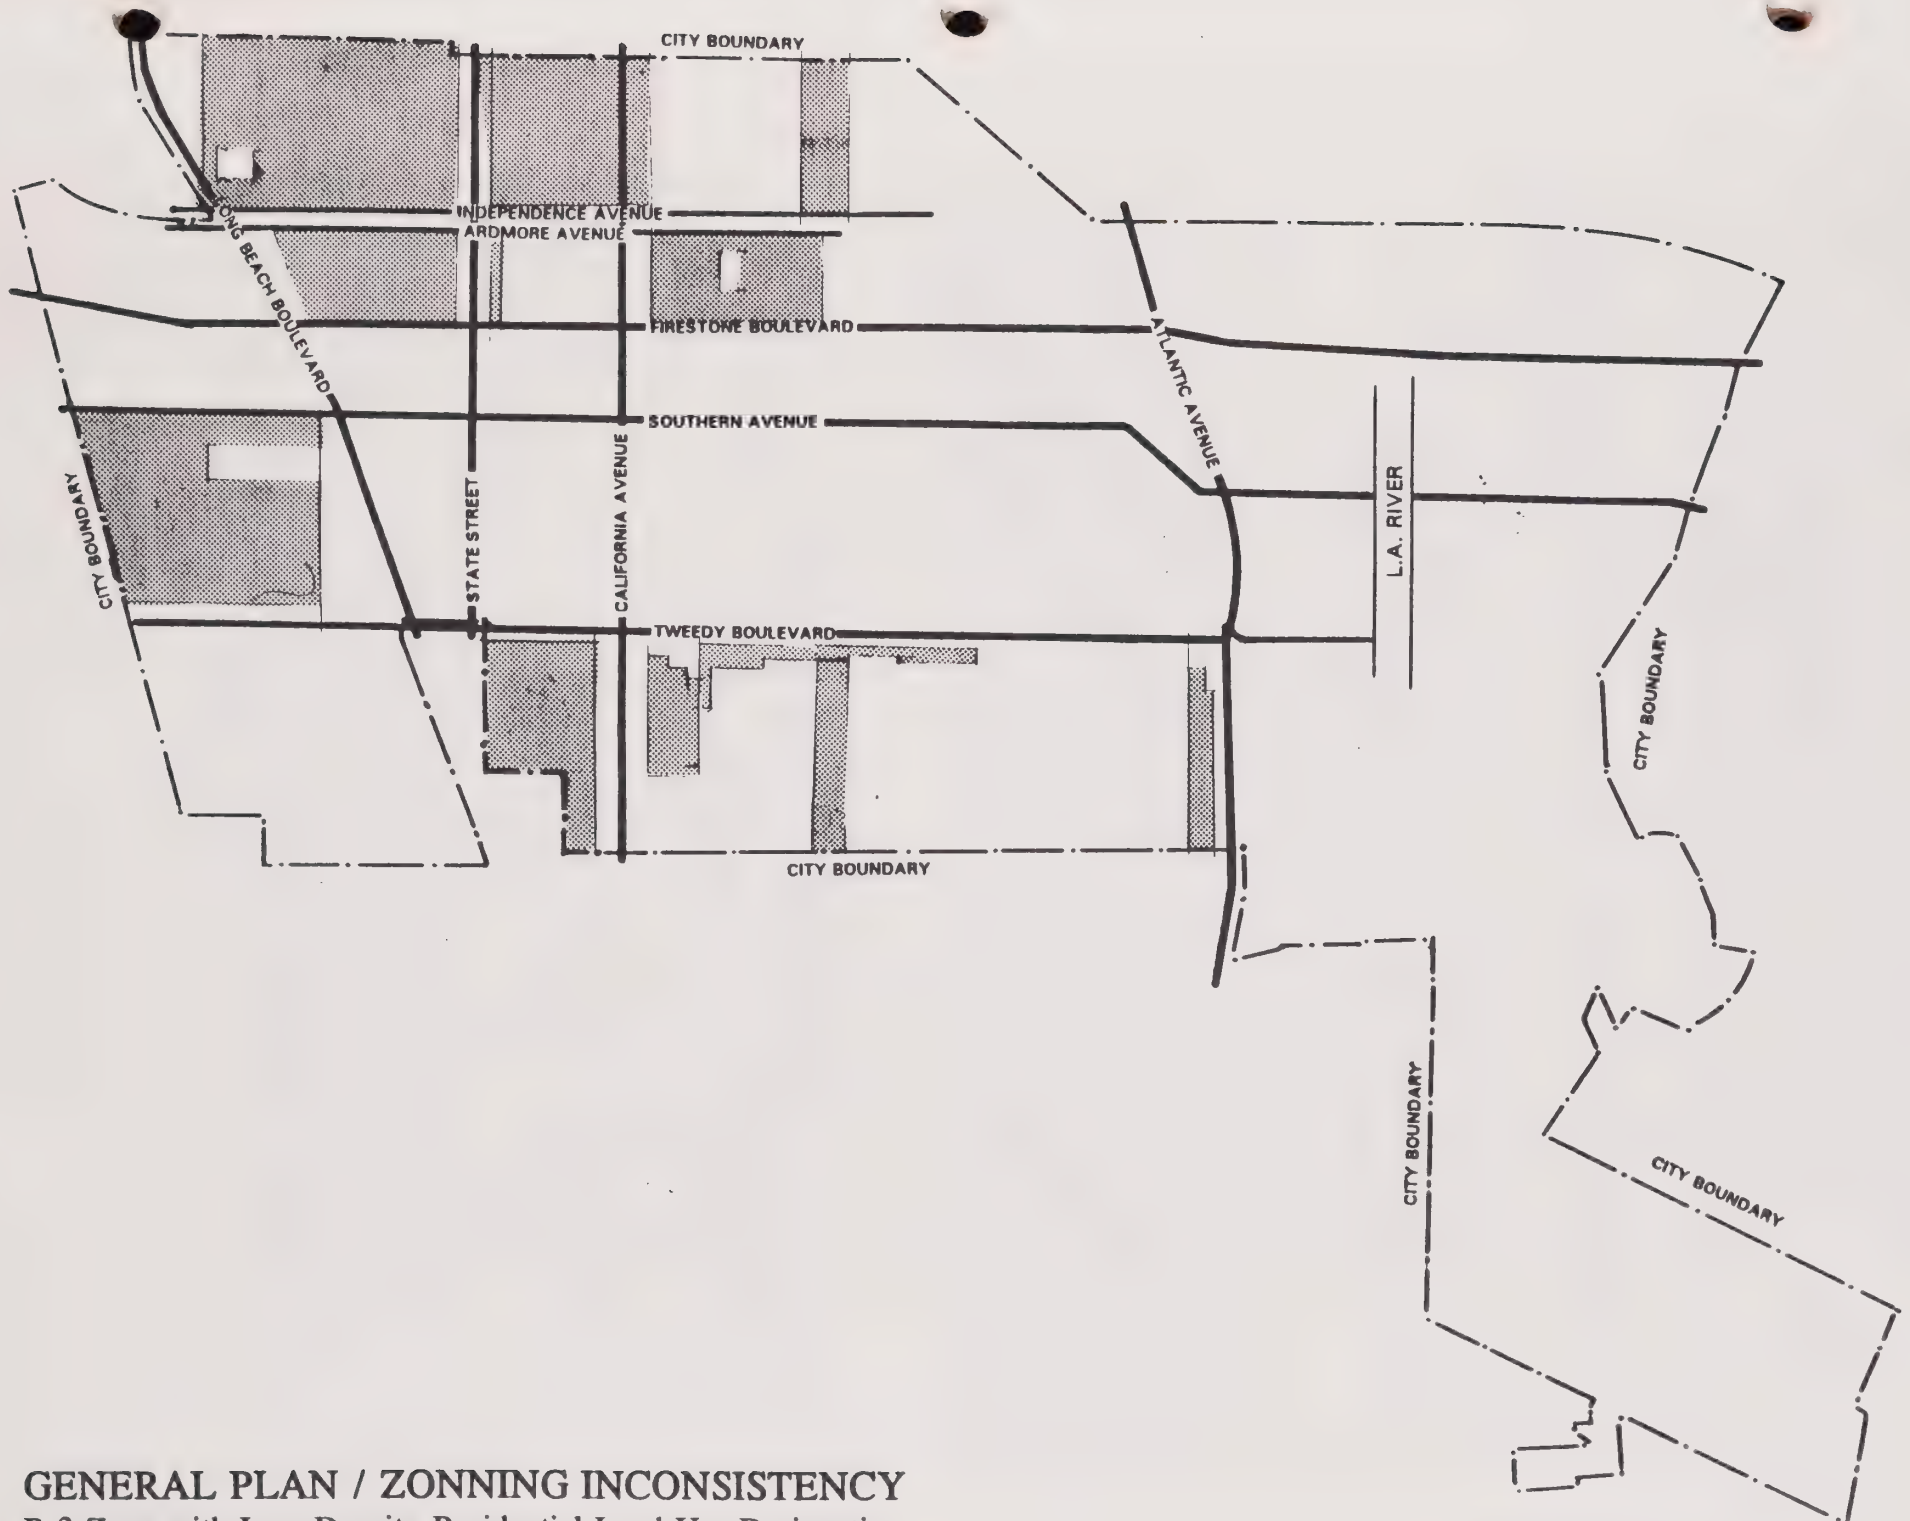 CITY BOUNDARY
INDEPENDENCE AVENUE
ARDMORE AVENUE
LONG BEACH BOULEVARD
FIRESTONE BOULEVARD
ATLANTIC AVENUE
SOUTHERN AVENUE
CITY BOUNDARY
STATE STREET
CALIFORNIA AVENUE
L.A. RIVER
TWEEDY BOULEVARD
CITY BOUNDARY
CITY BOUNDARY
CITY BOUNDARY
CITY BOUNDARY
GENERAL PLAN / ZONNING INCONSISTENCY